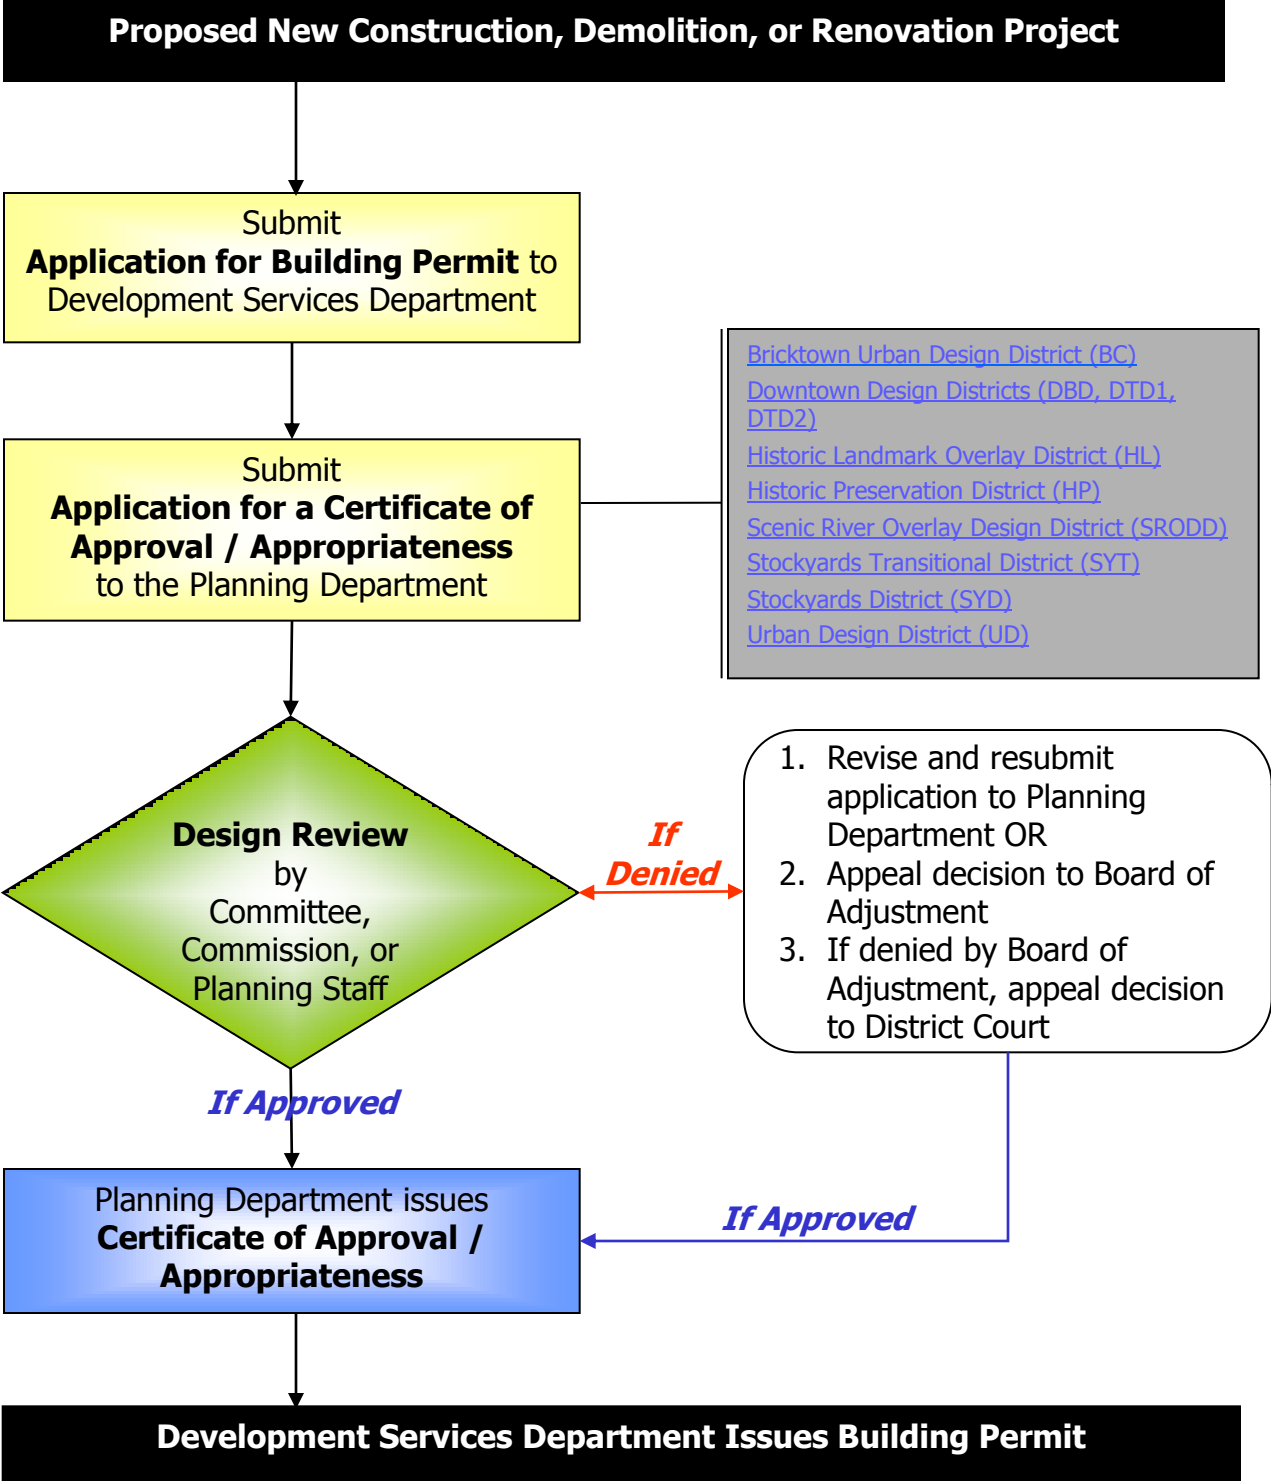 Proposed New Construction, Demolition, or Renovation Project
Submit
Application for Building Permit to
Development Services Department
Bricktown Urban Design District (BC)
Downtown Design Districts (DBD, DTD1,
DTD2)
Historic Landmark Overlay District (HL)
Historic Preservation District (HP)
Scenic River Overlay Design District (SRODD)
Stockyards Transitional District (SYT)
Stockyards District (SYD)
Urban Design District (UD)
Submit
Application for a Certificate of
Approval / Appropriateness
to the Planning Department
Design Review
by
Committee,
Commission, or
Planning Staff
If
Denied
1. Revise and resubmit
application to Planning
Department OR
2. Appeal decision to Board of
Adjustment
3. If denied by Board of
Adjustment, appeal decision
to District Court
If Approved
If Approved
Planning Department issues
Certificate of Approval /
Appropriateness
Development Services Department Issues Building Permit